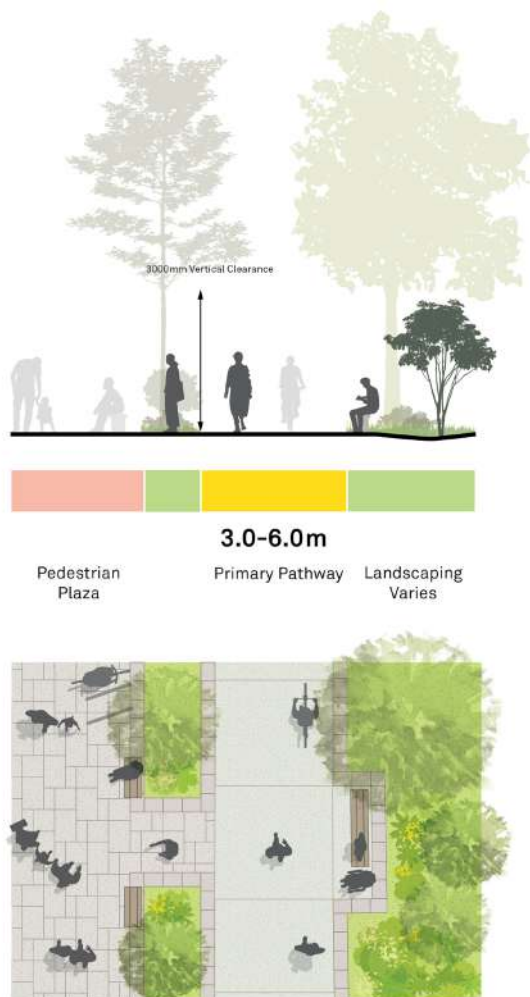 3000mm Vertical Clearance
3.0-6.0m
Pedestrian
Plaza
Primary Pathway
Landscaping
Varies